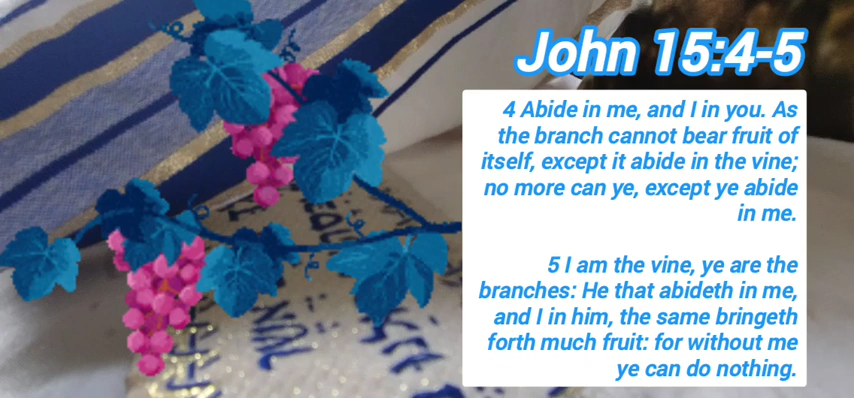 John 15:4-5
4 Abide in me, and I in you. As
the branch cannot bear fruit of
itself, except it abide in the vine;
no more can ye, except ye abide
in me.
5 I am the vine, ye are the
branches: He that abideth in me,
and I in him, the same bringeth
forth much fruit: for without me
ye can do nothing.